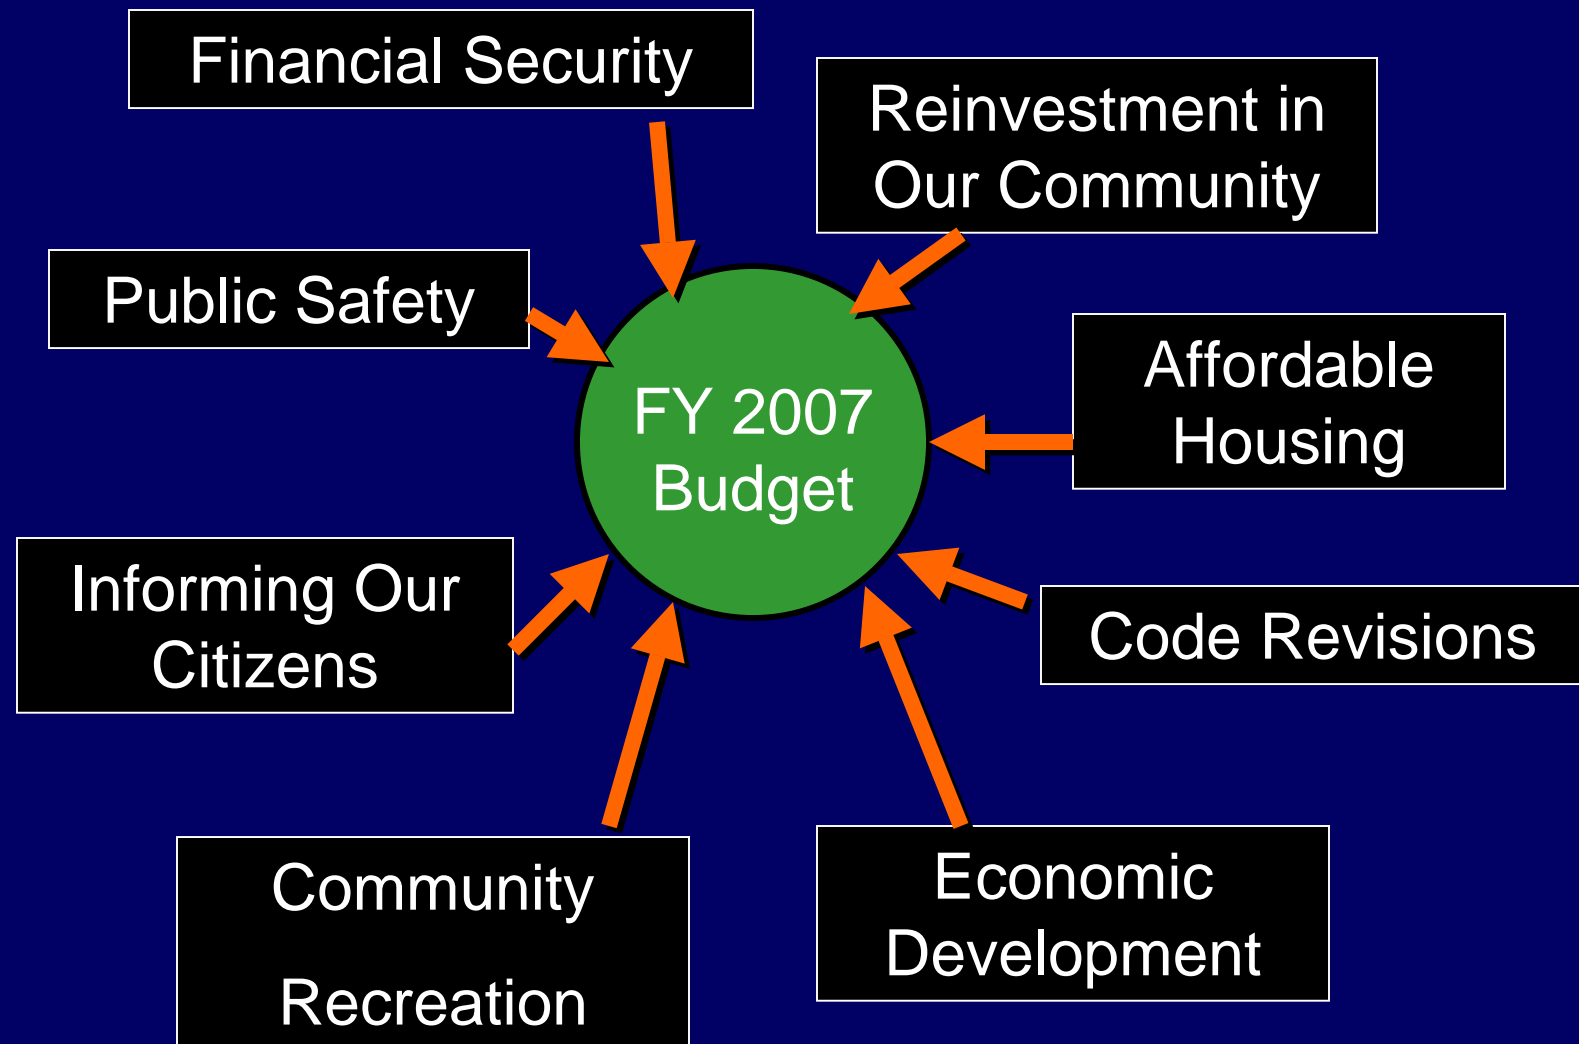 Financial Security
Reinvestment in
Our Community
Public Safety
Affordable
Housing
FY 2007
Budget
Informing Our
Citizens
Code Revisions
Community
Recreation
Economic
Development